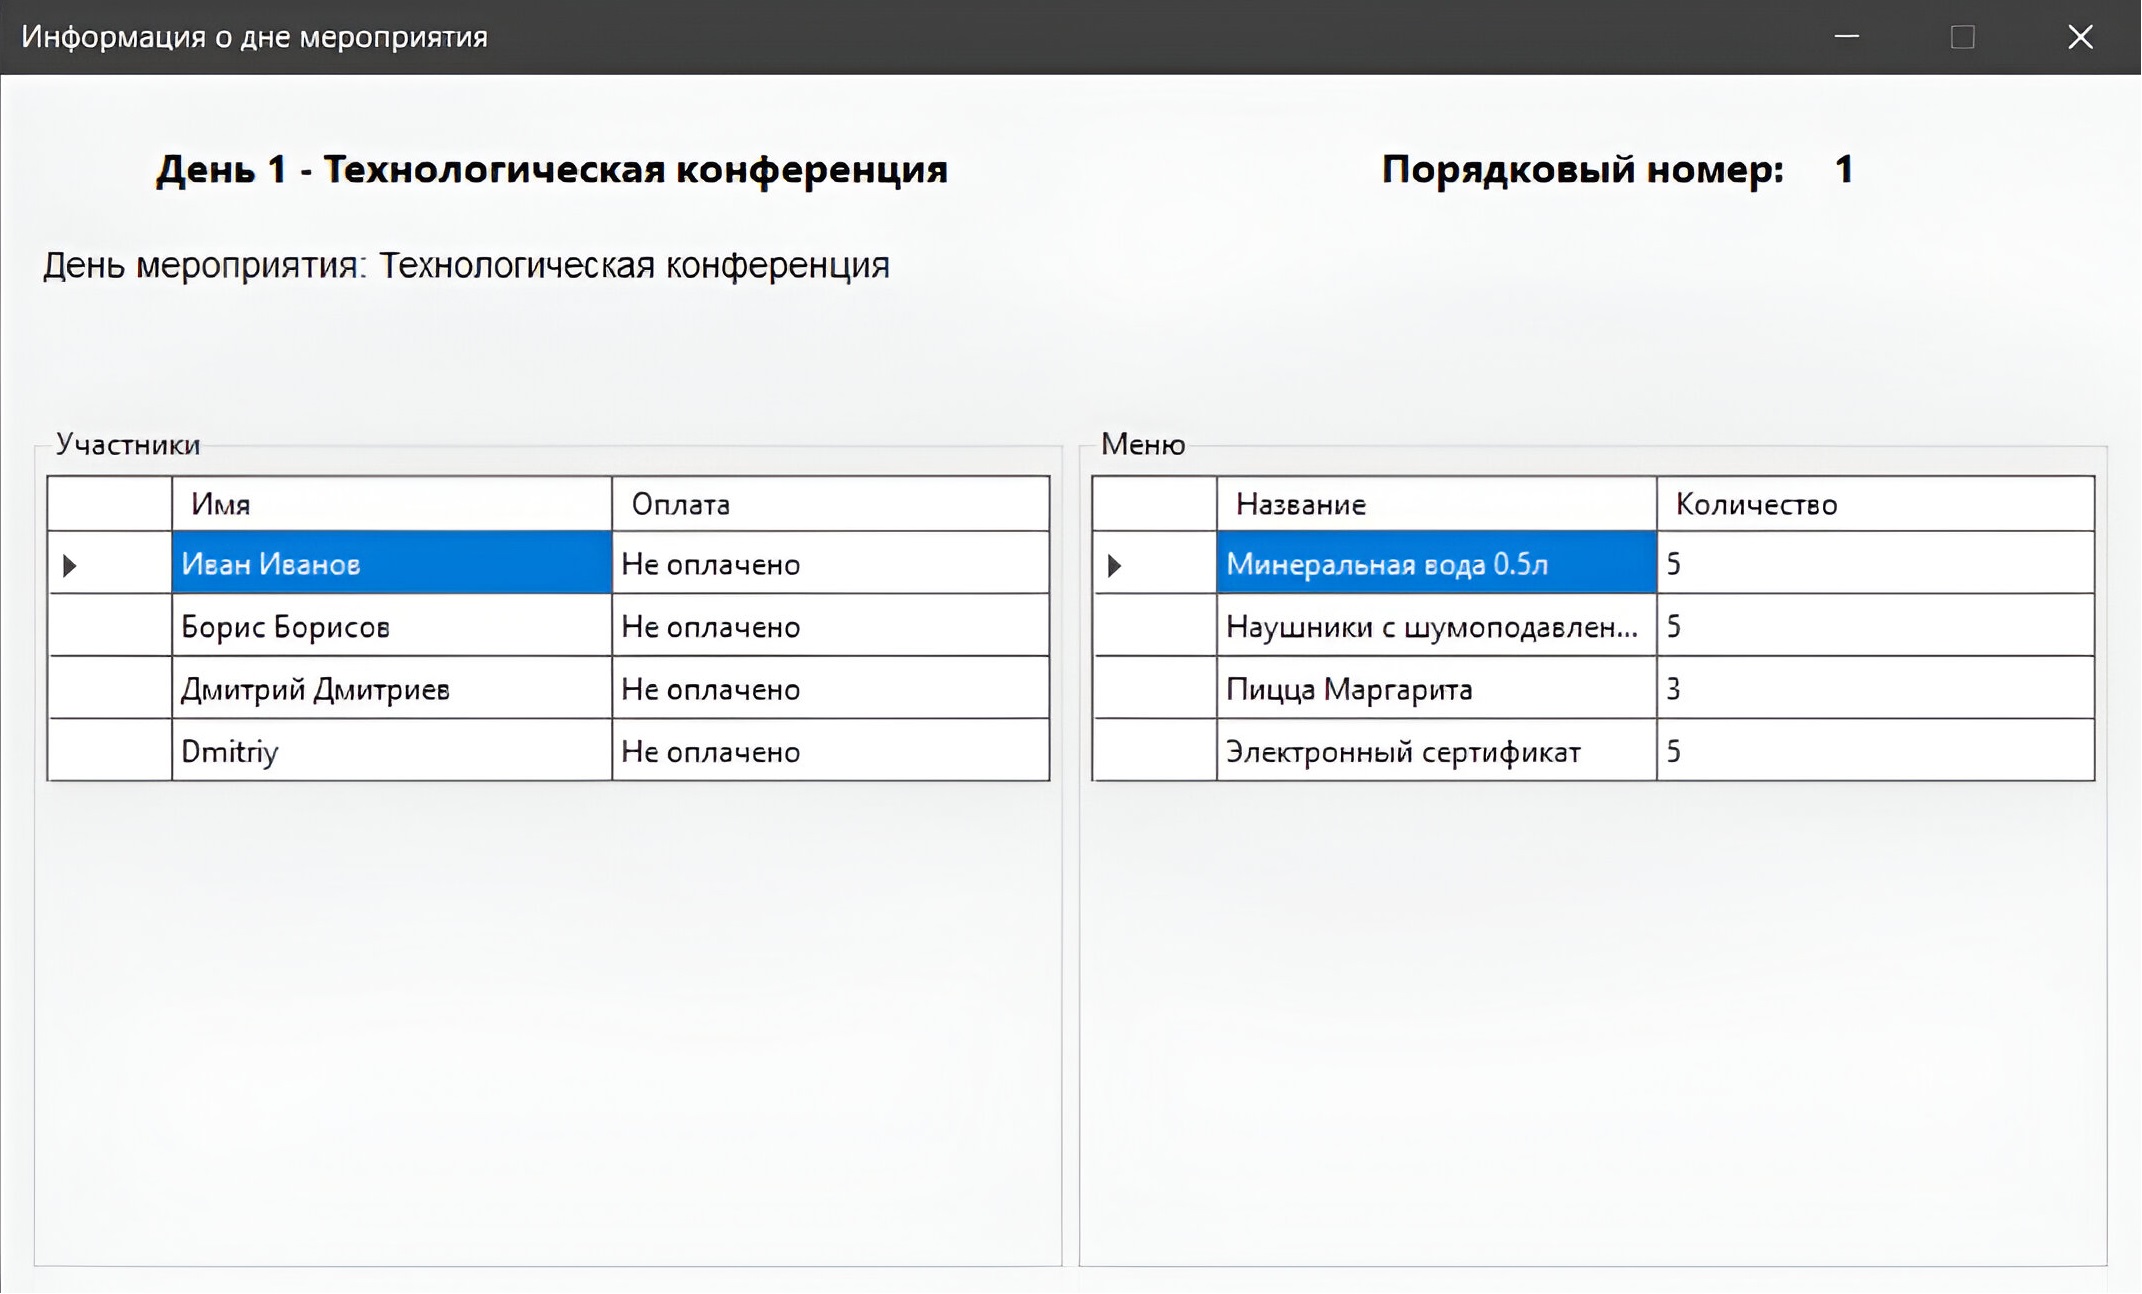 Информация о дне мероприятия
День 1 - Технологическая конференция
Порядковый номер: 1
День мероприятия: Технологическая конференция
Участники
Имя Оплата
Иван Иванов Не оплачено
Борис Борисов Не оплачено
Дмитрий Дмитриев Не оплачено
Dmitriy Не оплачено
Меню
Название Количество
Минеральная вода 0.5л 5
Наушники с шумоподавлен... 5
Пицца Маргарита 3
Электронный сертификат 5